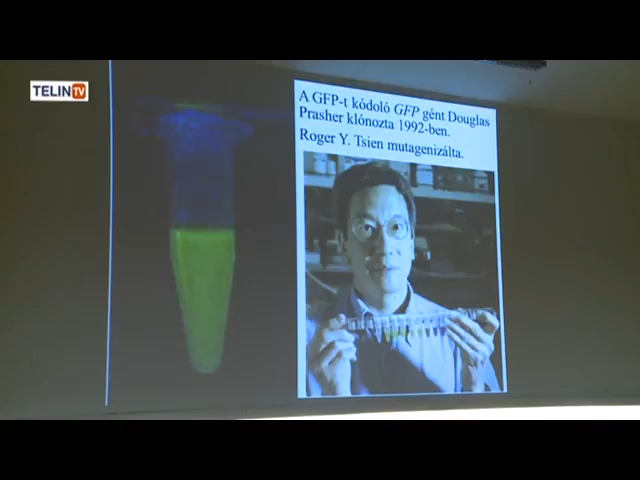 TELIN TV
A GFP-t kódoló GFP gént Douglas
Prasher klónozta 1992-ben.
Roger Y. Tsien mutagenizálta.